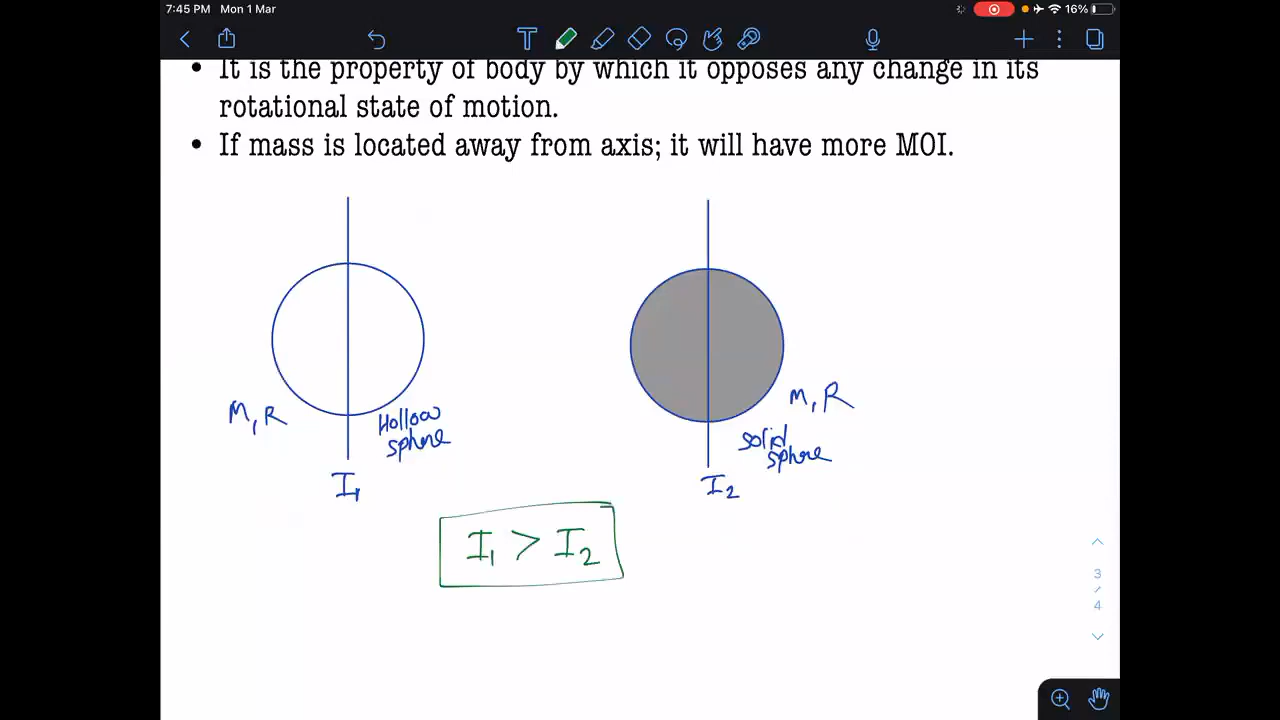 7:45 PM Mon 1 Mar
16%
• It is the property of body by which it opposes any change in its
rotational state of motion.
• If mass is located away from axis; it will have more MOI.
M, R
Hollow
sphere
I₁
M, R
Solid
sphere
I₂
I₁ > I₂
3
/
4